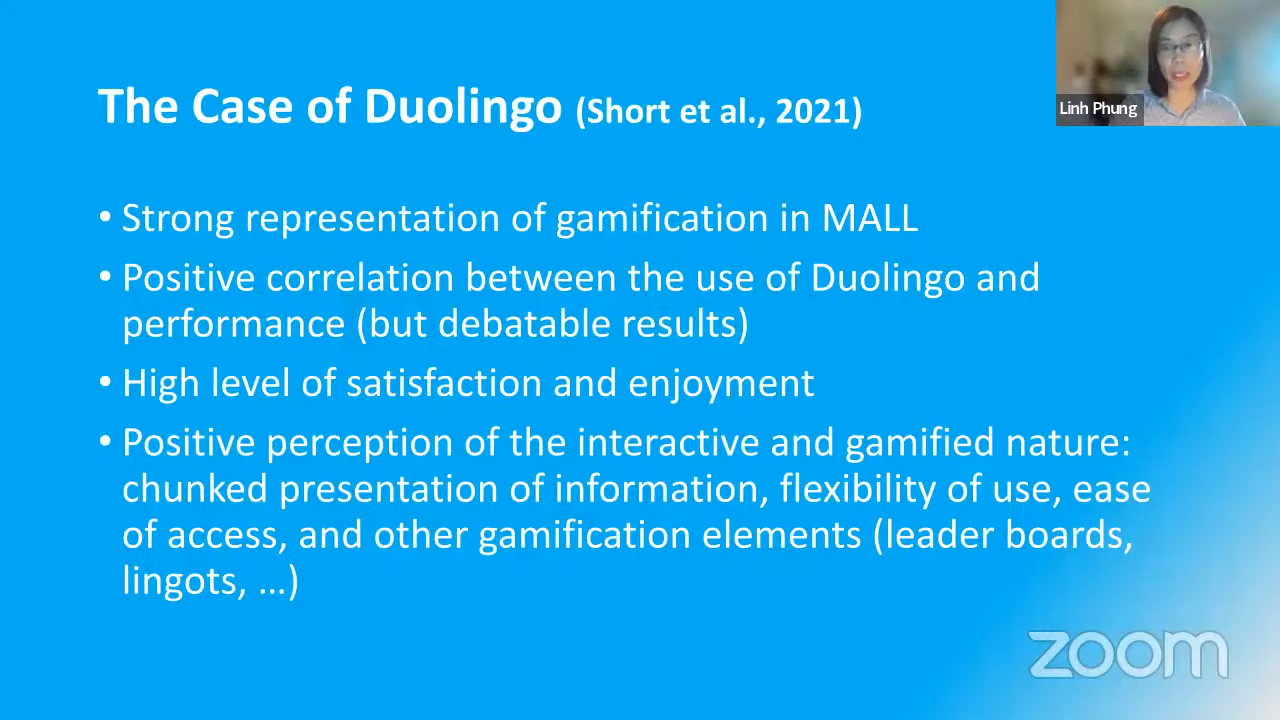 The Case of Duolingo (Short et al., 2021)
Linh Phung
• Strong representation of gamification in MALL
• Positive correlation between the use of Duolingo and
performance (but debatable results)
• High level of satisfaction and enjoyment
• Positive perception of the interactive and gamified nature:
chunked presentation of information, flexibility of use, ease
of access, and other gamification elements (leader boards,
lingots, …)
zoom